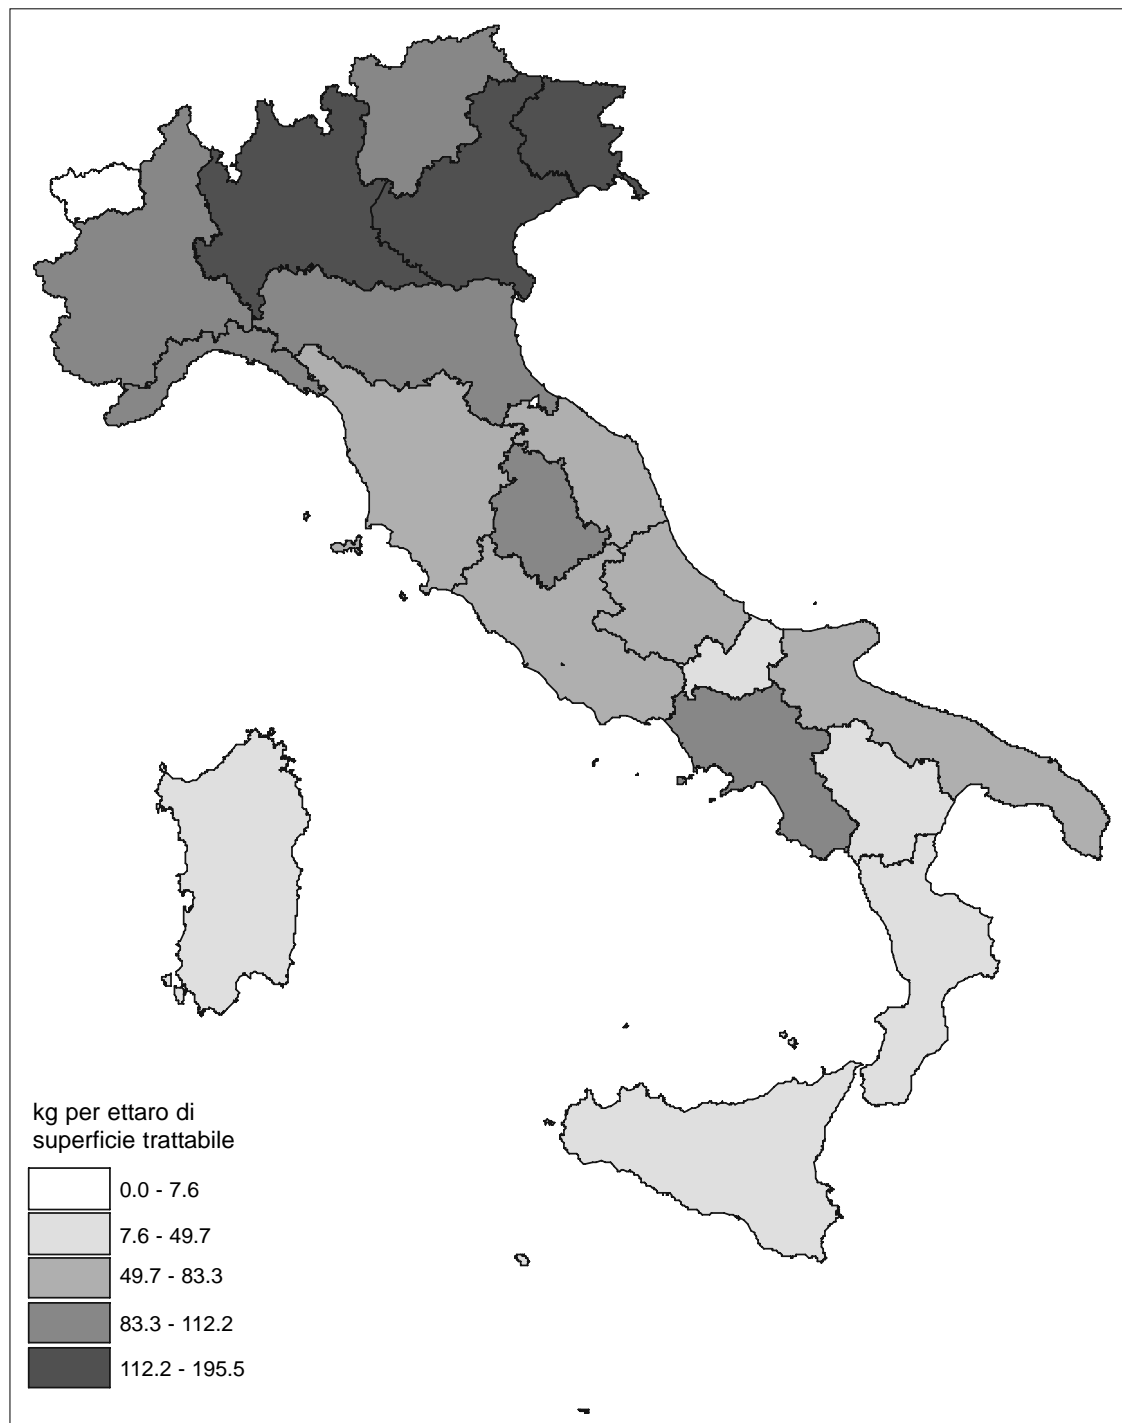 kg per ettaro di
superficie trattabile
0.0 - 7.6
7.6 - 49.7
49.7 - 83.3
83.3 - 112.2
112.2 - 195.5